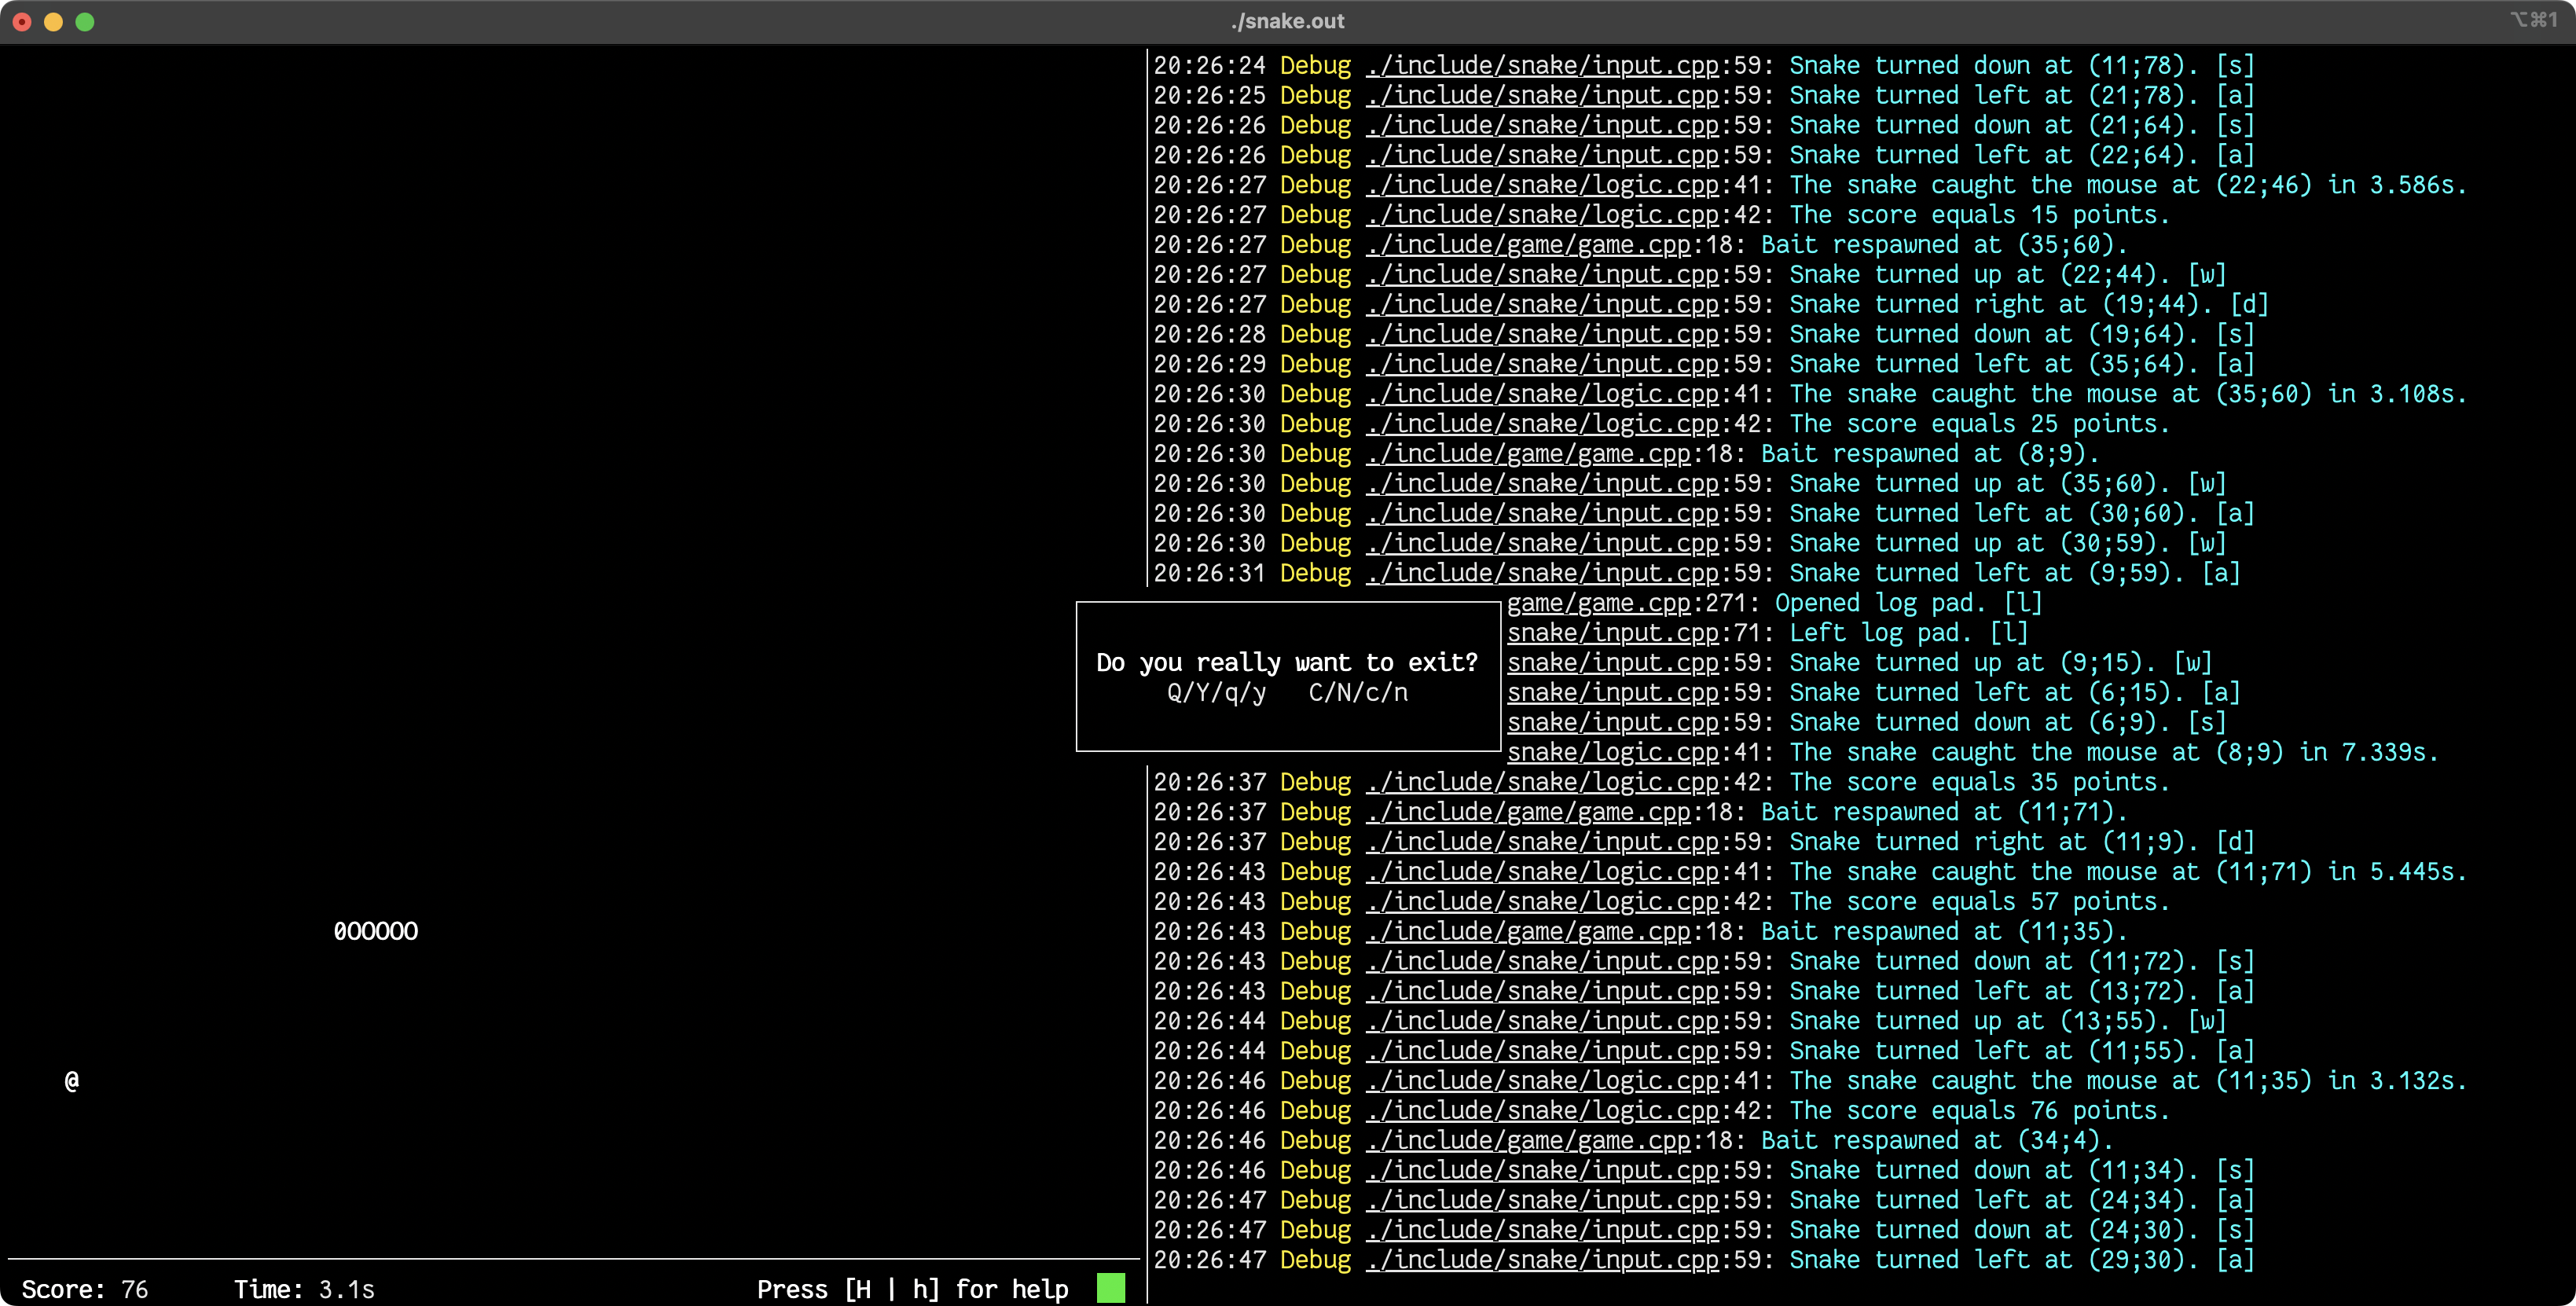 ./snake.out
⌥⌘1
20:26:24 Debug ./include/snake/input.cpp:59: Snake turned down at (11;78). [s]
20:26:25 Debug ./include/snake/input.cpp:59: Snake turned left at (21;78). [a]
20:26:26 Debug ./include/snake/input.cpp:59: Snake turned down at (21;64). [s]
20:26:26 Debug ./include/snake/input.cpp:59: Snake turned left at (22;64). [a]
20:26:27 Debug ./include/snake/logic.cpp:41: The snake caught the mouse at (22;46) in 3.586s.
20:26:27 Debug ./include/snake/logic.cpp:42: The score equals 15 points.
20:26:27 Debug ./include/game/game.cpp:18: Bait respawned at (35;60).
20:26:27 Debug ./include/snake/input.cpp:59: Snake turned up at (22;44). [w]
20:26:27 Debug ./include/snake/input.cpp:59: Snake turned right at (19;44). [d]
20:26:28 Debug ./include/snake/input.cpp:59: Snake turned down at (19;64). [s]
20:26:29 Debug ./include/snake/input.cpp:59: Snake turned left at (35;64). [a]
20:26:30 Debug ./include/snake/logic.cpp:41: The snake caught the mouse at (35;60) in 3.108s.
20:26:30 Debug ./include/snake/logic.cpp:42: The score equals 25 points.
20:26:30 Debug ./include/game/game.cpp:18: Bait respawned at (8;9).
20:26:30 Debug ./include/snake/input.cpp:59: Snake turned up at (35;60). [w]
20:26:30 Debug ./include/snake/input.cpp:59: Snake turned left at (30;60). [a]
20:26:30 Debug ./include/snake/input.cpp:59: Snake turned up at (30;59). [w]
20:26:31 Debug ./include/snake/input.cpp:59: Snake turned left at (9;59). [a]
game/game.cpp:271: Opened log pad. [l]
snake/input.cpp:71: Left log pad. [l]
Do you really want to exit?
snake/input.cpp:59: Snake turned up at (9;15). [w]
Q/Y/q/y C/N/c/n
snake/input.cpp:59: Snake turned left at (6;15). [a]
snake/input.cpp:59: Snake turned down at (6;9). [s]
snake/logic.cpp:41: The snake caught the mouse at (8;9) in 7.339s.
20:26:37 Debug ./include/snake/logic.cpp:42: The score equals 35 points.
20:26:37 Debug ./include/game/game.cpp:18: Bait respawned at (11;71).
20:26:37 Debug ./include/snake/input.cpp:59: Snake turned right at (11;9). [d]
20:26:43 Debug ./include/snake/logic.cpp:41: The snake caught the mouse at (11;71) in 5.445s.
20:26:43 Debug ./include/snake/logic.cpp:42: The score equals 57 points.
0OOOOO
20:26:43 Debug ./include/game/game.cpp:18: Bait respawned at (11;35).
20:26:43 Debug ./include/snake/input.cpp:59: Snake turned down at (11;72). [s]
20:26:43 Debug ./include/snake/input.cpp:59: Snake turned left at (13;72). [a]
20:26:44 Debug ./include/snake/input.cpp:59: Snake turned up at (13;55). [w]
20:26:44 Debug ./include/snake/input.cpp:59: Snake turned left at (11;55). [a]
@
20:26:46 Debug ./include/snake/logic.cpp:41: The snake caught the mouse at (11;35) in 3.132s.
20:26:46 Debug ./include/snake/logic.cpp:42: The score equals 76 points.
20:26:46 Debug ./include/game/game.cpp:18: Bait respawned at (34;4).
20:26:46 Debug ./include/snake/input.cpp:59: Snake turned down at (11;34). [s]
20:26:47 Debug ./include/snake/input.cpp:59: Snake turned left at (24;34). [a]
20:26:47 Debug ./include/snake/input.cpp:59: Snake turned down at (24;30). [s]
20:26:47 Debug ./include/snake/input.cpp:59: Snake turned left at (29;30). [a]
Score: 76 Time: 3.1s Press [H | h] for help